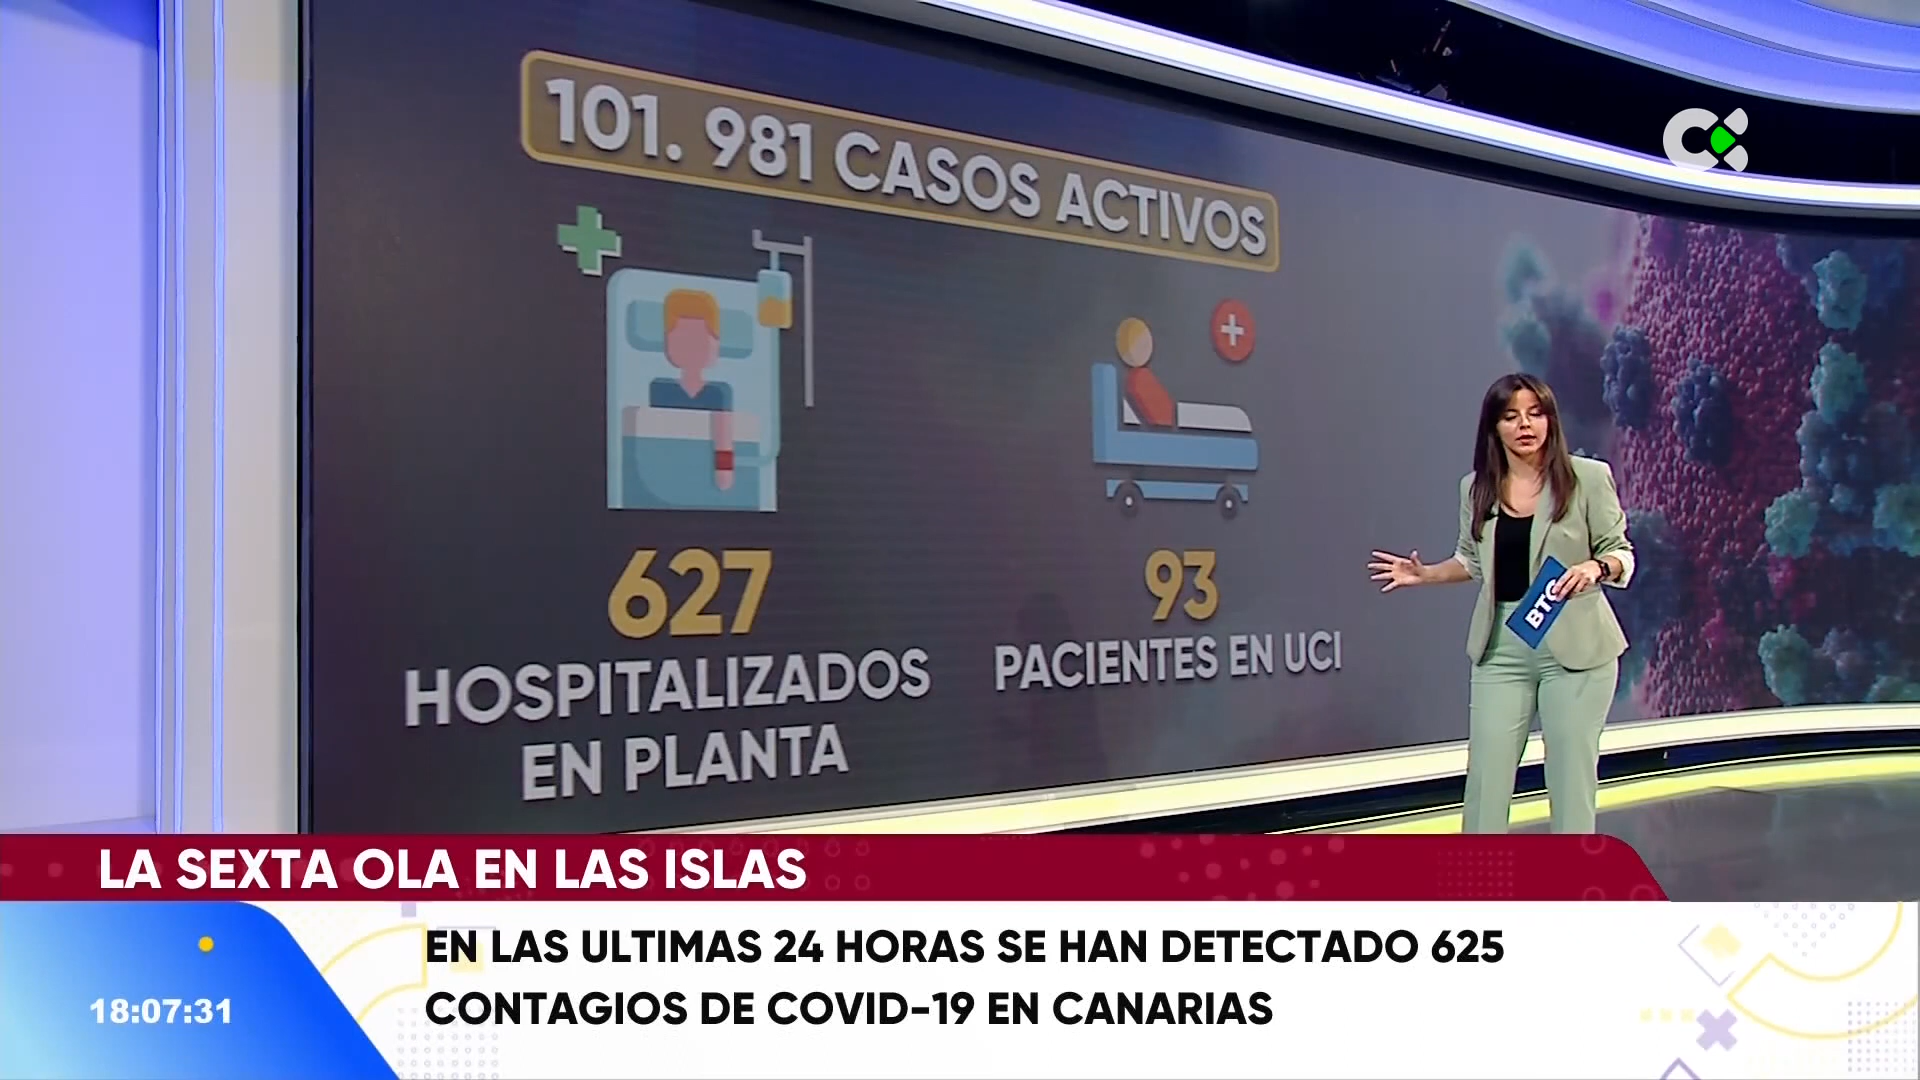 101. 981 CASOS ACTIVOS
627
HOSPITALIZADOS
EN PLANTA
93
PACIENTES EN UCI
BTC
LA SEXTA OLA EN LAS ISLAS
EN LAS ULTIMAS 24 HORAS SE HAN DETECTADO 625
CONTAGIOS DE COVID-19 EN CANARIAS
18:07:31